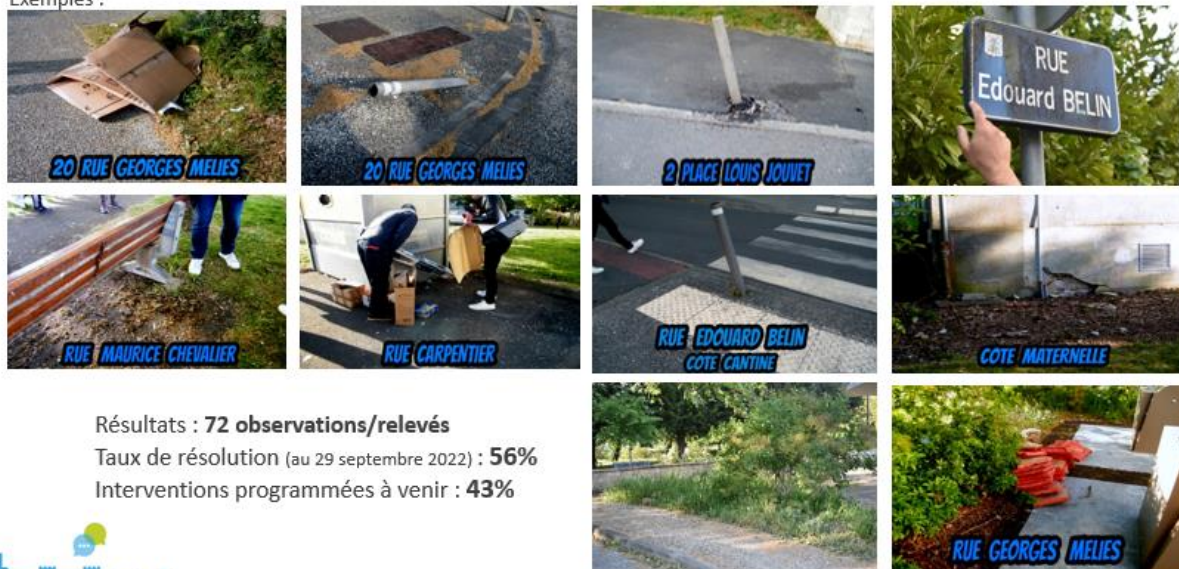 Exemples :
20 RUE GEORGES MELIES
20 RUE GEORGES MELIES
2 PLACE LOUIS JOUVET
RUE
Edouard BELIN
RUE MAURICE CHEVALIER
RUE CARPENTIER
RUE EDOUARD BELIN
COTE CANTINE
COTE MATERNELLE
Résultats : 72 observations/relevés
Taux de résolution (au 29 septembre 2022) : 56%
Interventions programmées à venir : 43%
RUE GEORGES MELIES